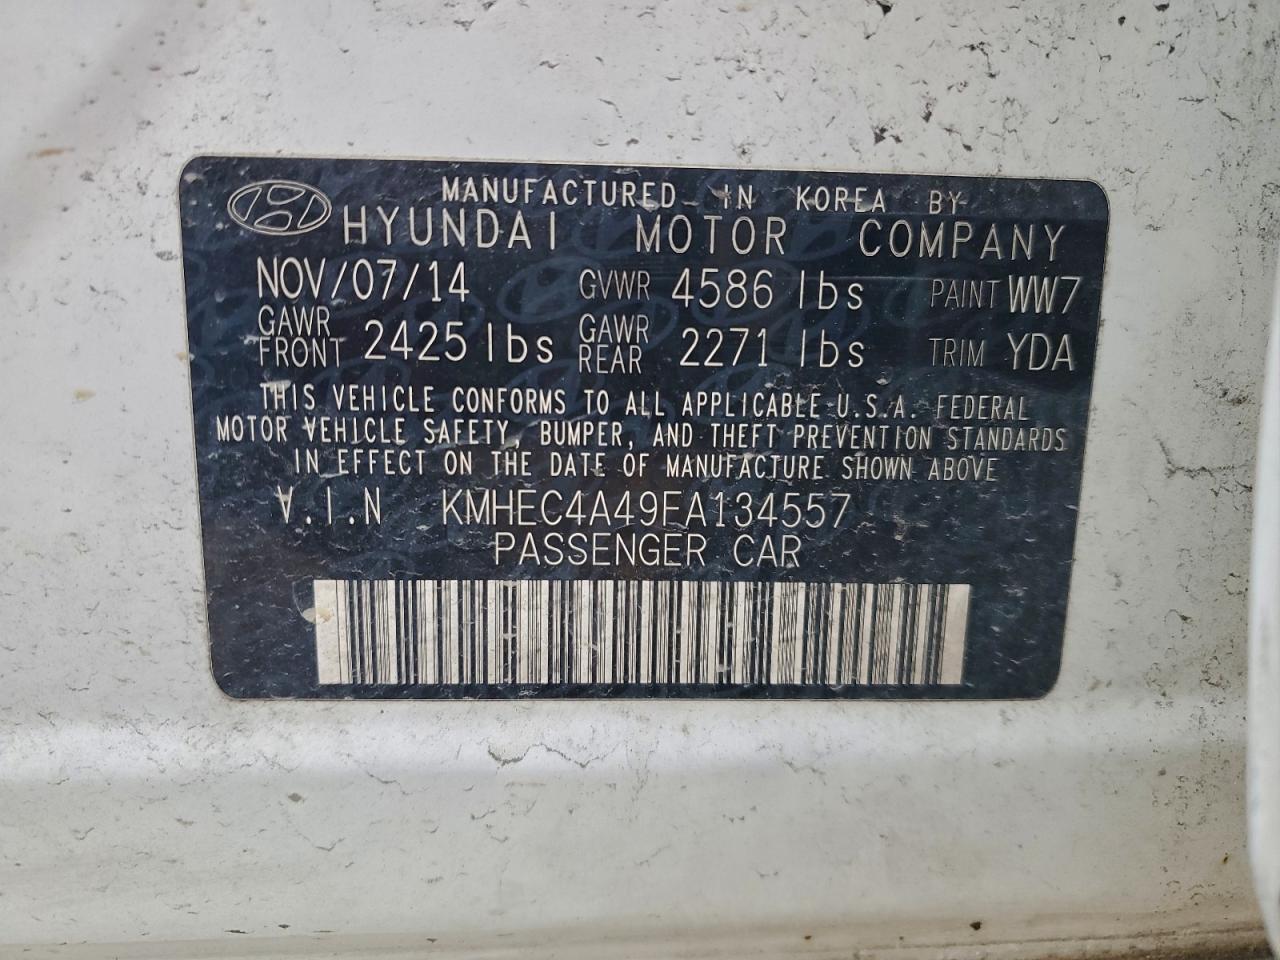 MANUFACTURED IN KOREA BY
HYUNDAI MOTOR COMPANY
NOV/07/14 GVWR 4586 lbs PAINT WW7
GAWR FRONT 2425 lbs GAWR REAR 2271 lbs TRIM YDA
THIS VEHICLE CONFORMS TO ALL APPLICABLE U.S.A. FEDERAL
MOTOR VEHICLE SAFETY, BUMPER, AND THEFT PREVENTION STANDARDS
IN EFFECT ON THE DATE OF MANUFACTURE SHOWN ABOVE
V.I.N KMHEC4A49FA134557
PASSENGER CAR